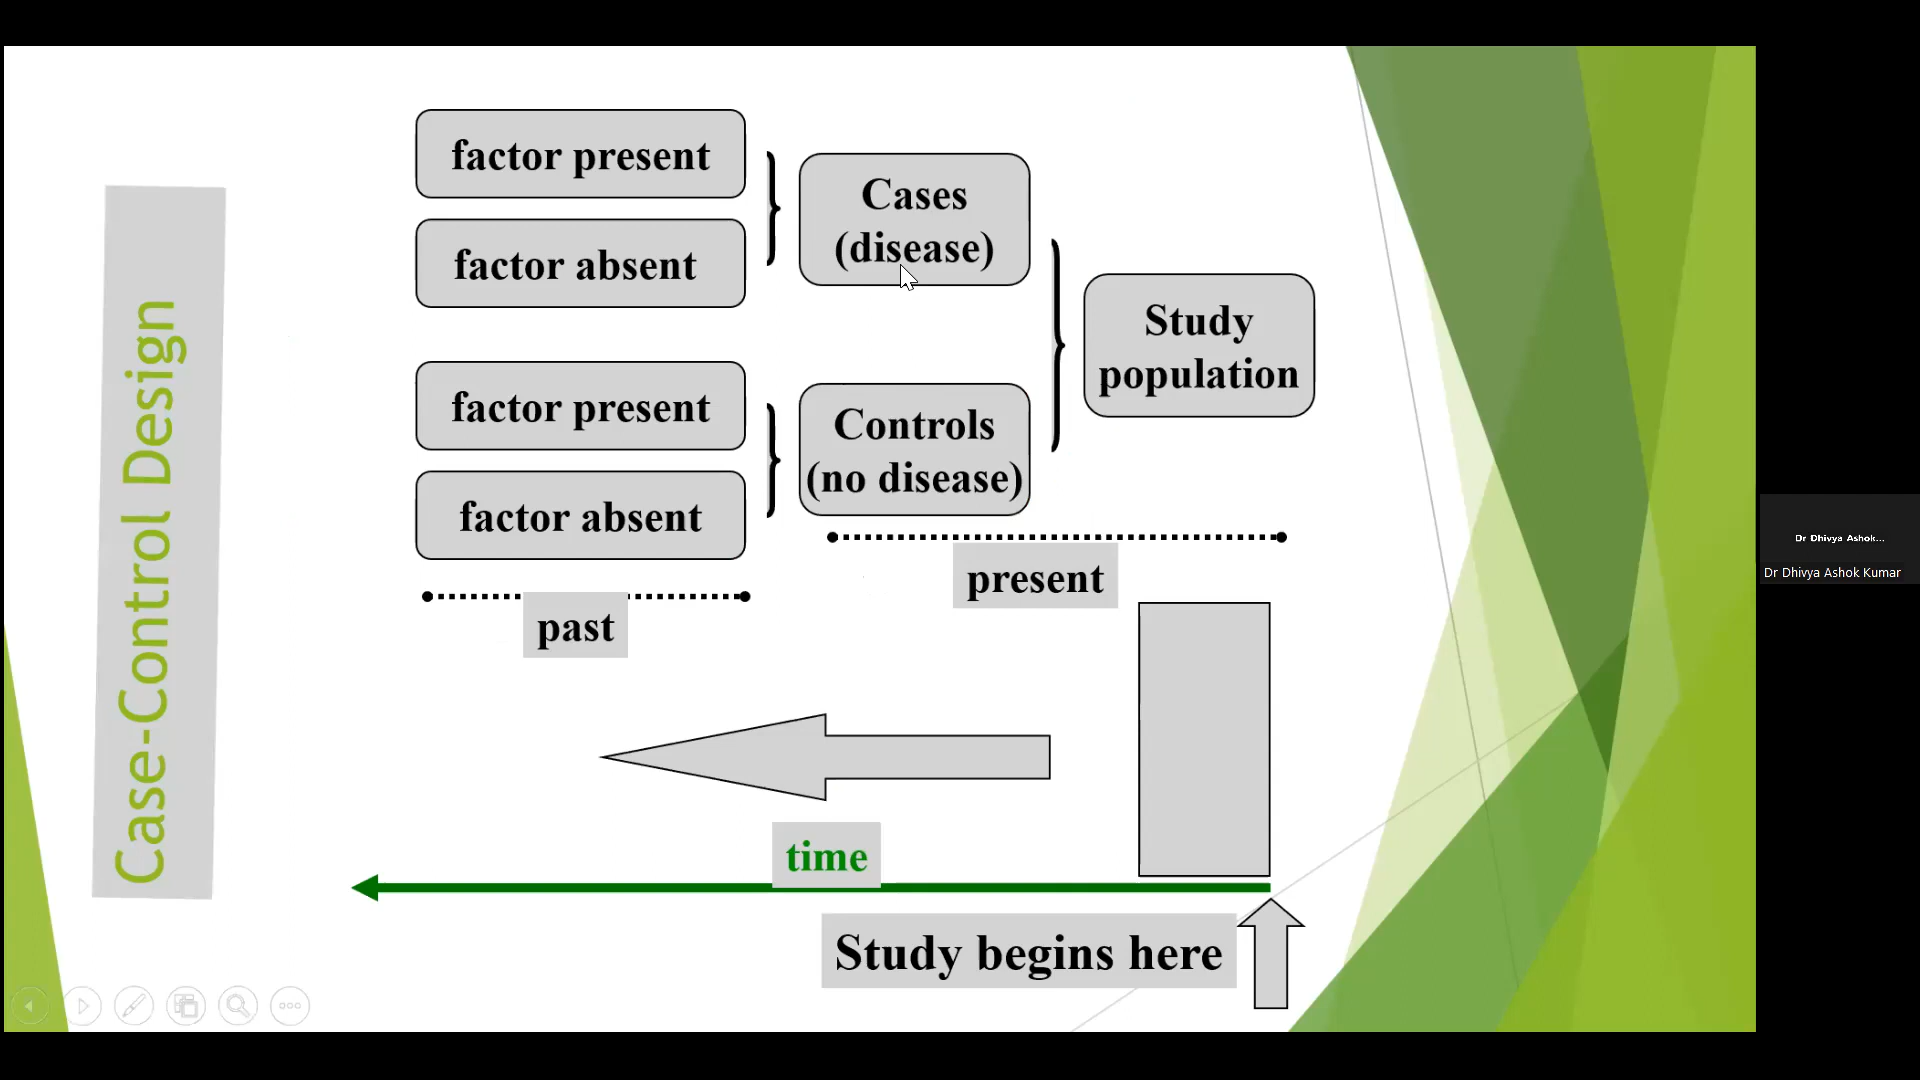 Case-Control Design
factor present
factor absent
Cases
(disease)
factor present
factor absent
Controls
(no disease)
Study
population
past
present
time
Study begins here
Dr Dhivya Ashok...
Dr Dhivya Ashok Kumar